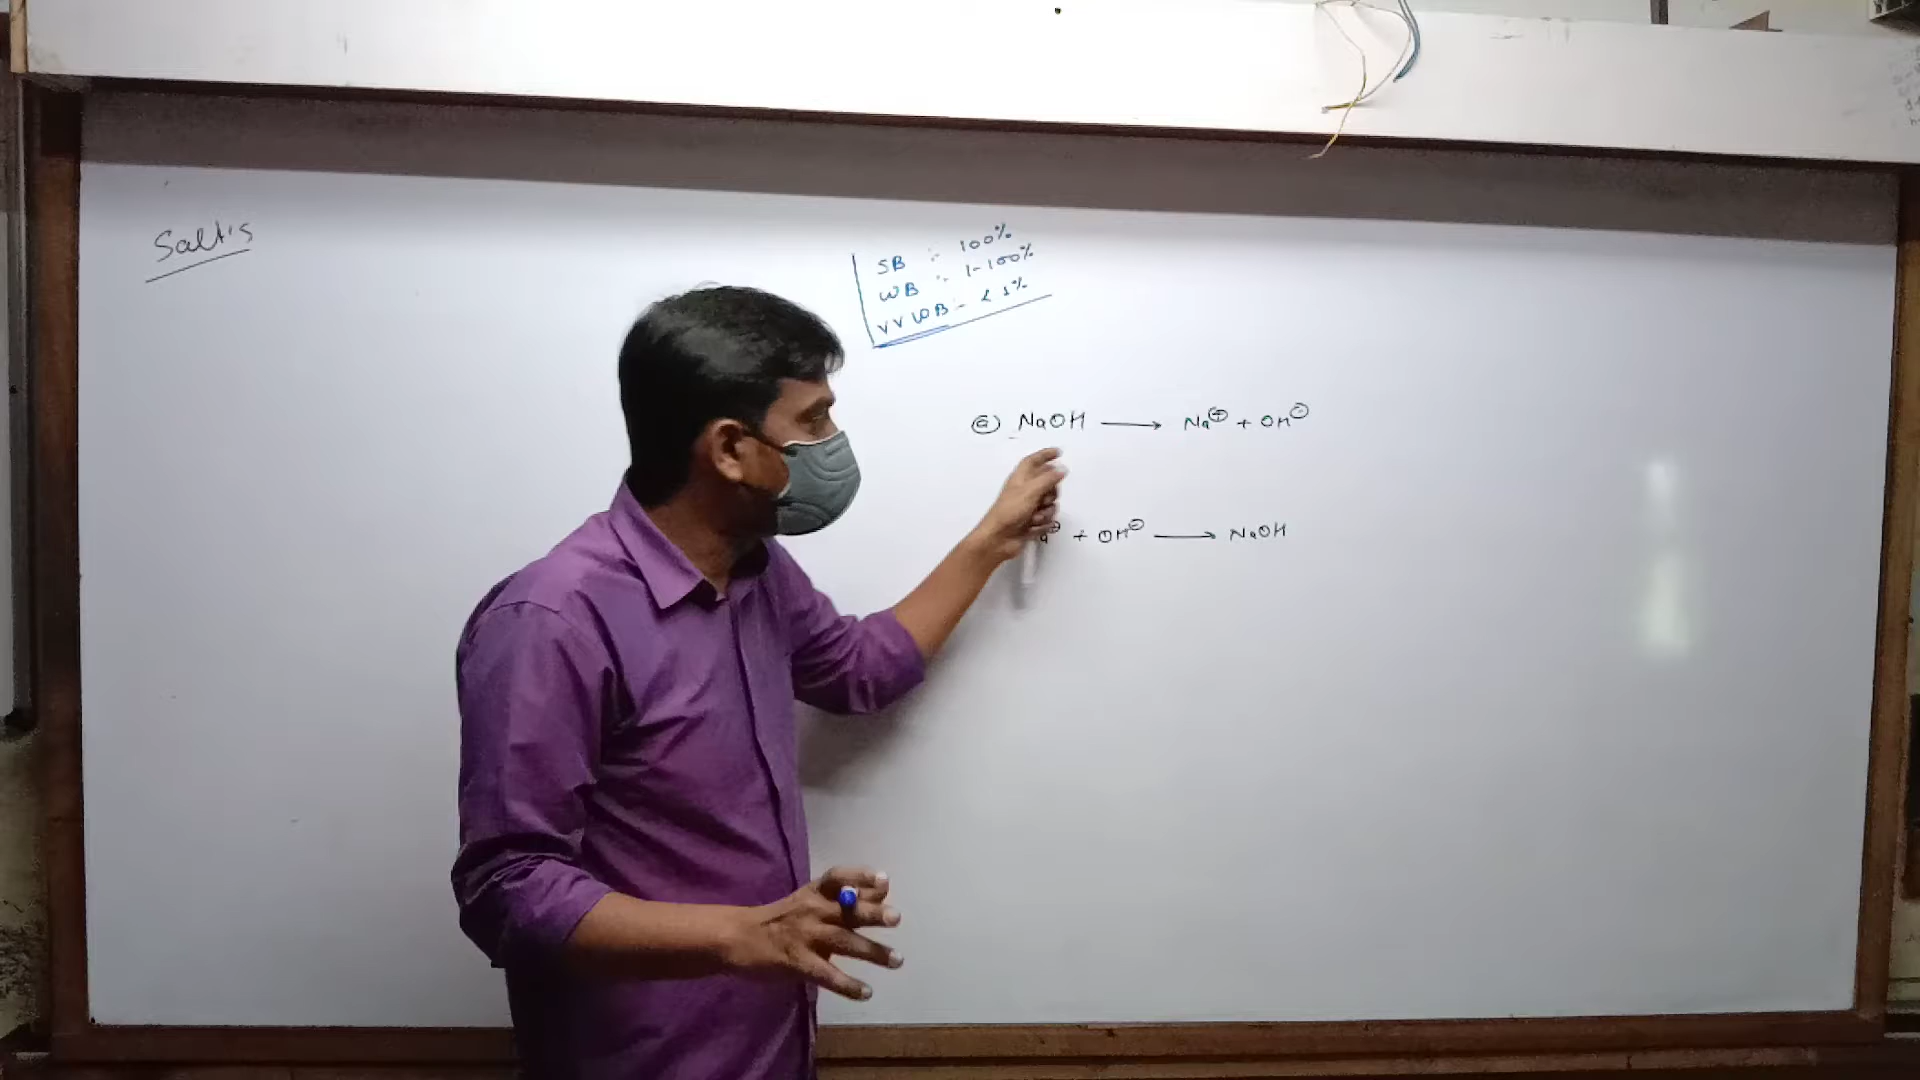 Salt's
SB :- 100%
WB :- 1-100%
VVWB :- < 1%
ⓐ NaOH ⟶ Na⊕ + OH⊖
a⊕ + OH⊖ ⟶ NaOH